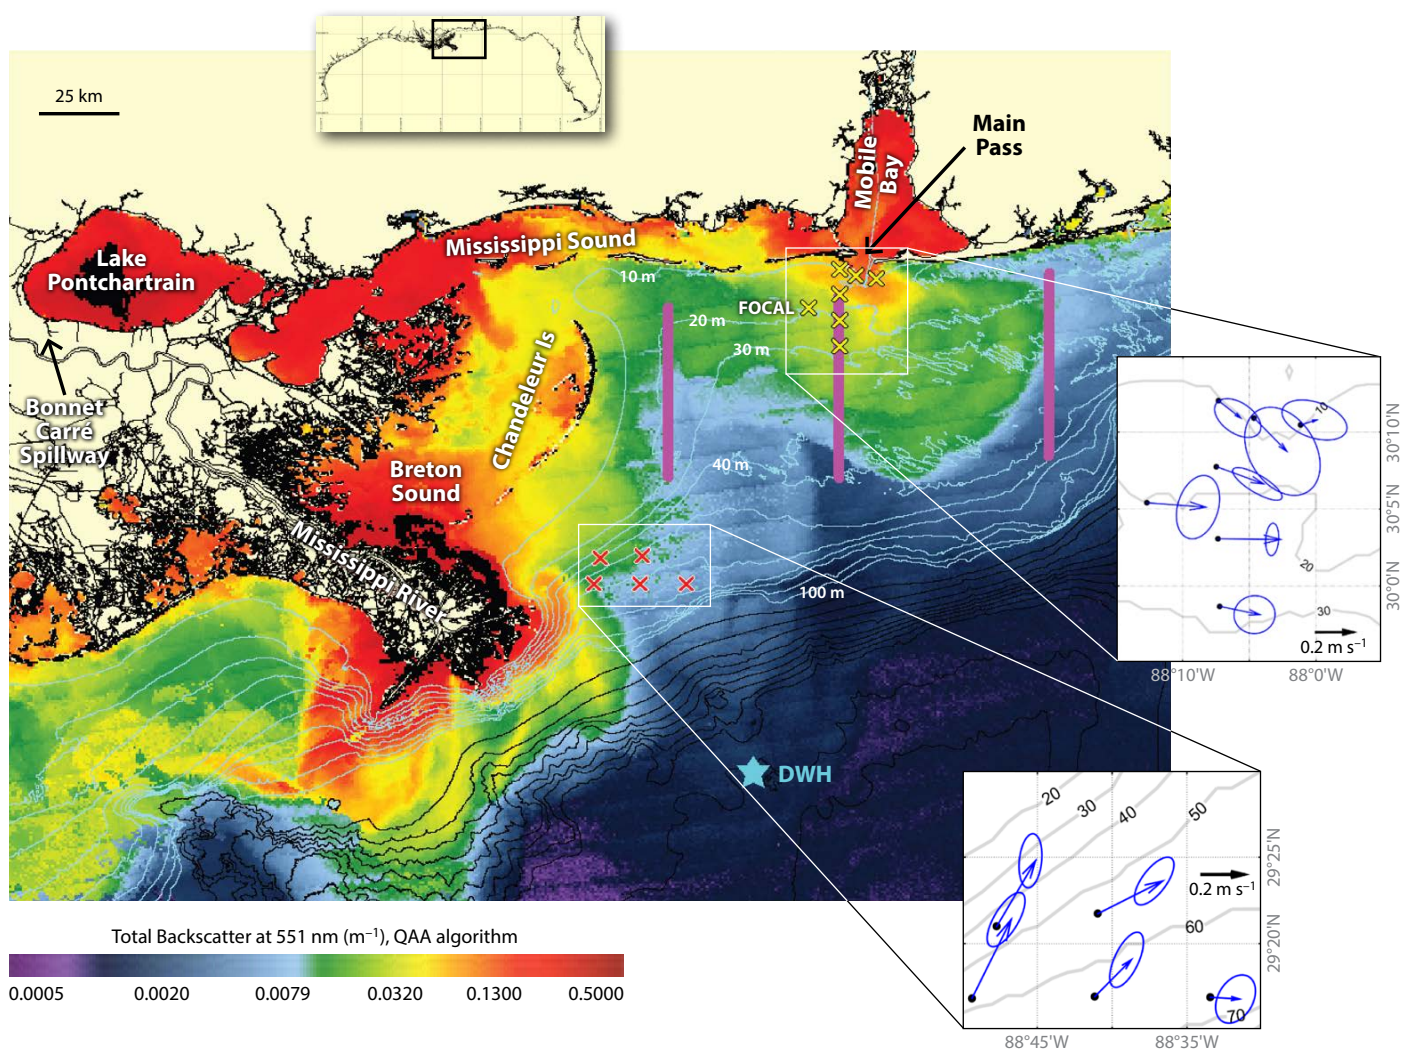 25 km
Main
Pass
Mobile
Bay
Mississippi Sound
Lake
Pontchartrain
10 m
FOCAL
20 m
30 m
Chandeleur Is
Bonnet
Carré
Spillway
Breton
Sound
40 m
Mississippi River
100 m
DWH
10
20
30
0.2 m s⁻¹
30°10'N
30°5'N
30°0'N
88°10'W
88°0'W
20
30
40
50
60
70
0.2 m s⁻¹
29°25'N
29°20'N
88°45'W
88°35'W
Total Backscatter at 551 nm (m⁻¹), QAA algorithm
0.0005 0.0020 0.0079 0.0320 0.1300 0.5000